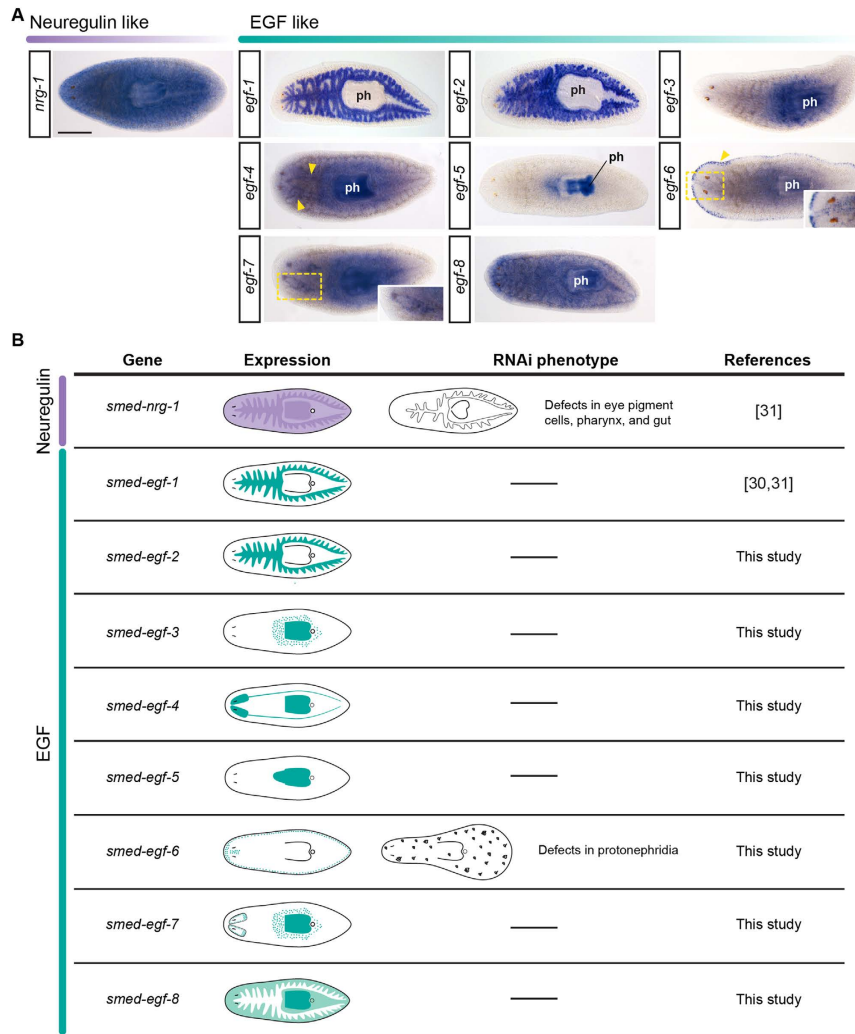 A
Neuregulin like
EGF like
nrg-1
egf-1
ph
egf-2
ph
egf-3
ph
egf-4
ph
egf-5
ph
egf-6
ph
egf-7
egf-8
ph
B
Gene Expression RNAi phenotype References
Neuregulin
smed-nrg-1
Defects in eye pigment
cells, pharynx, and gut
[31]
EGF
smed-egf-1
[30,31]
smed-egf-2
This study
smed-egf-3
This study
smed-egf-4
This study
smed-egf-5
This study
smed-egf-6
Defects in protonephridia
This study
smed-egf-7
This study
smed-egf-8
This study